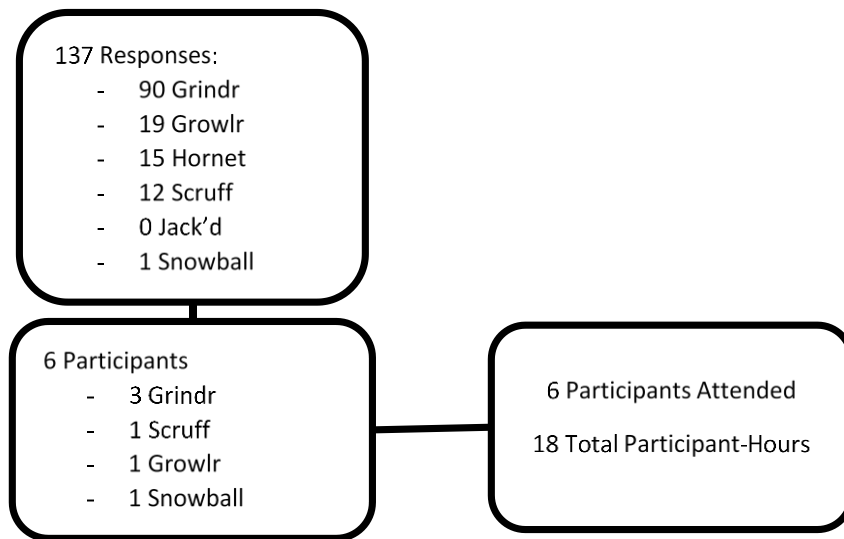 137 Responses:
- 90 Grindr
- 19 Growlr
- 15 Hornet
- 12 Scruff
- 0 Jack’d
- 1 Snowball
6 Participants
- 3 Grindr
- 1 Scruff
- 1 Growlr
- 1 Snowball
6 Participants Attended
18 Total Participant-Hours